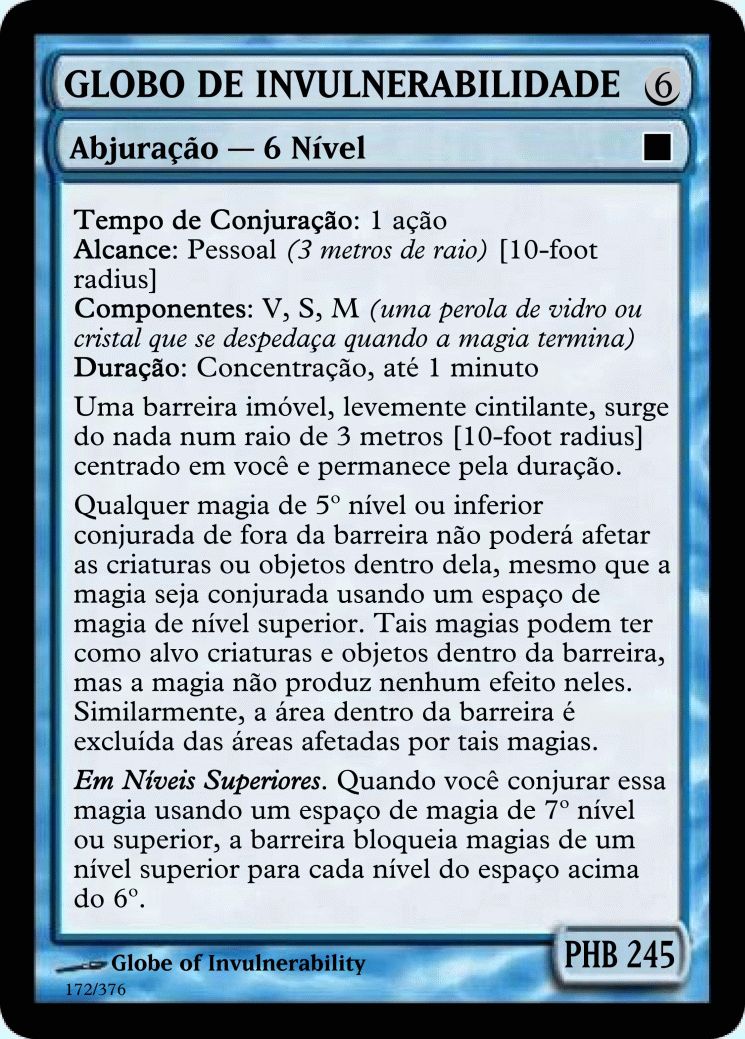 GLOBO DE INVULNERABILIDADE 6
Abjuração — 6 Nível
Tempo de Conjuração: 1 ação
Alcance: Pessoal (3 metros de raio) [10-foot
radius]
Componentes: V, S, M (uma perola de vidro ou
cristal que se despedaça quando a magia termina)
Duração: Concentração, até 1 minuto
Uma barreira imóvel, levemente cintilante, surge
do nada num raio de 3 metros [10-foot radius]
centrado em você e permanece pela duração.
Qualquer magia de 5º nível ou inferior
conjurada de fora da barreira não poderá afetar
as criaturas ou objetos dentro dela, mesmo que a
magia seja conjurada usando um espaço de
magia de nível superior. Tais magias podem ter
como alvo criaturas e objetos dentro da barreira,
mas a magia não produz nenhum efeito neles.
Similarmente, a área dentro da barreira é
excluída das áreas afetadas por tais magias.
Em Níveis Superiores. Quando você conjurar essa
magia usando um espaço de magia de 7º nível
ou superior, a barreira bloqueia magias de um
nível superior para cada nível do espaço acima
do 6º.
Globe of Invulnerability
PHB 245
172/376